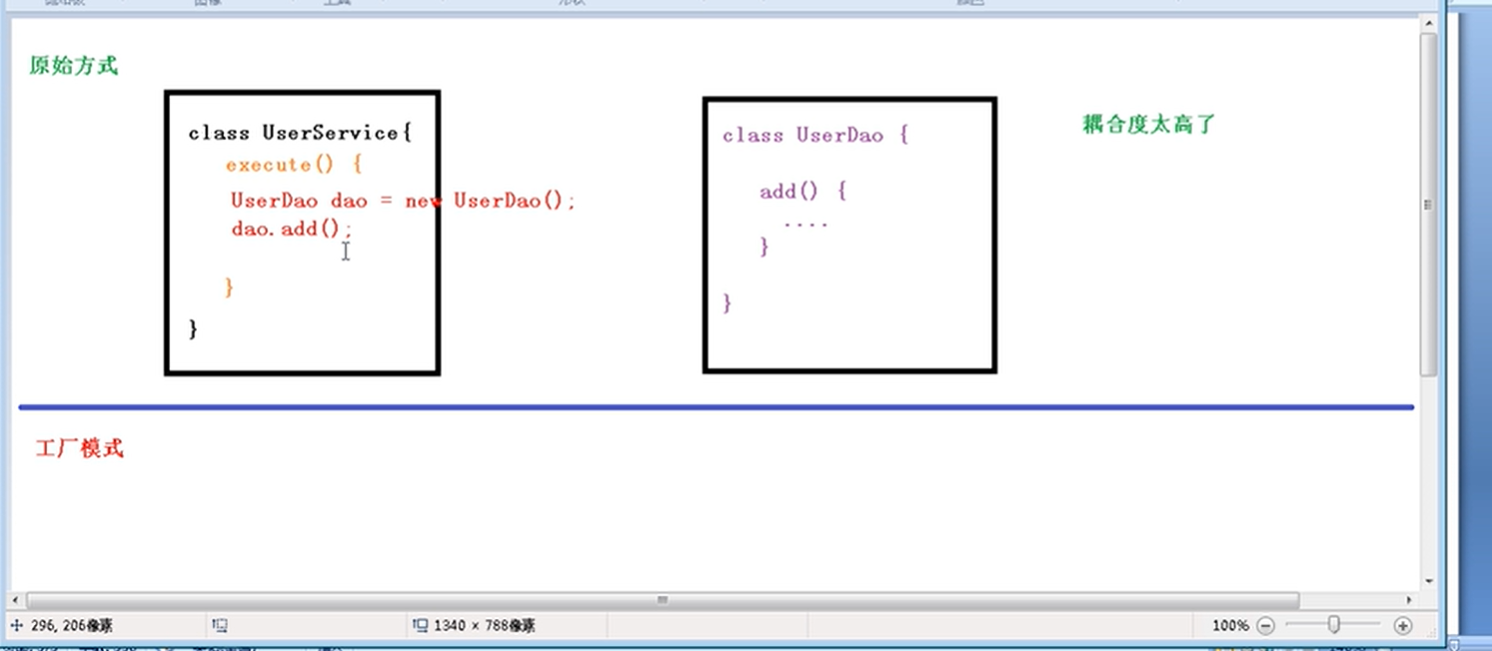 原始方式
class UserService{
execute() {
UserDao dao = new UserDao();
dao.add();
}
}
class UserDao {
add() {
....
}
}
耦合度太高了
工厂模式
296, 206像素
1340 × 788像素
100%